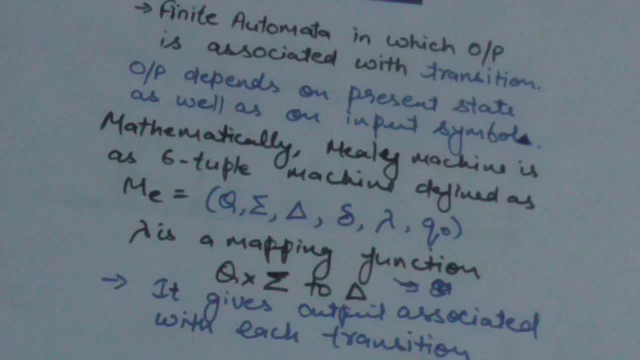 → Finite Automata in which O/P
is associated with transition.
O/P depends on present state
as well as on input symbols.
Mathematically, Mealey machine is
as 6-tuple machine defined as
Me = (Q, Σ, Δ, δ, λ, q0)
λ is a mapping function
Q x Σ to Δ →
→ It gives output associated
with each transition